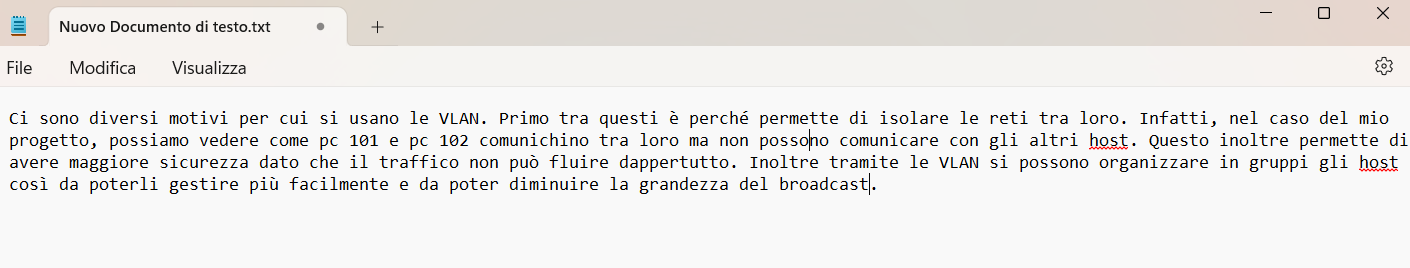 Nuovo Documento di testo.txt
File Modifica Visualizza
Ci sono diversi motivi per cui si usano le VLAN. Primo tra questi è perché permette di isolare le reti tra loro. Infatti, nel caso del mio
progetto, possiamo vedere come pc 101 e pc 102 comunichino tra loro ma non possono comunicare con gli altri host. Questo inoltre permette di
avere maggiore sicurezza dato che il traffico non può fluire dappertutto. Inoltre tramite le VLAN si possono organizzare in gruppi gli host
così da poterli gestire più facilmente e da poter diminuire la grandezza del broadcast.